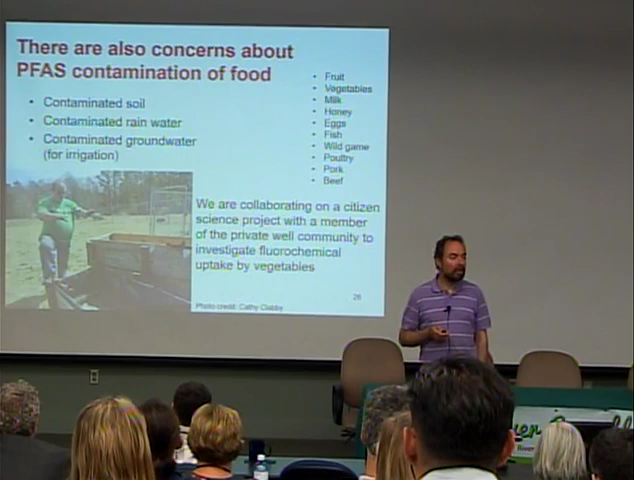 There are also concerns about
PFAS contamination of food
• Contaminated soil
• Contaminated rain water
• Contaminated groundwater
(for irrigation)
• Fruit
• Vegetables
• Milk
• Honey
• Eggs
• Fish
• Wild game
• Poultry
• Pork
• Beef
We are collaborating on a citizen
science project with a member
of the private well community to
investigate fluorochemical
uptake by vegetables
26
Photo credit: Cathy Clabby
River